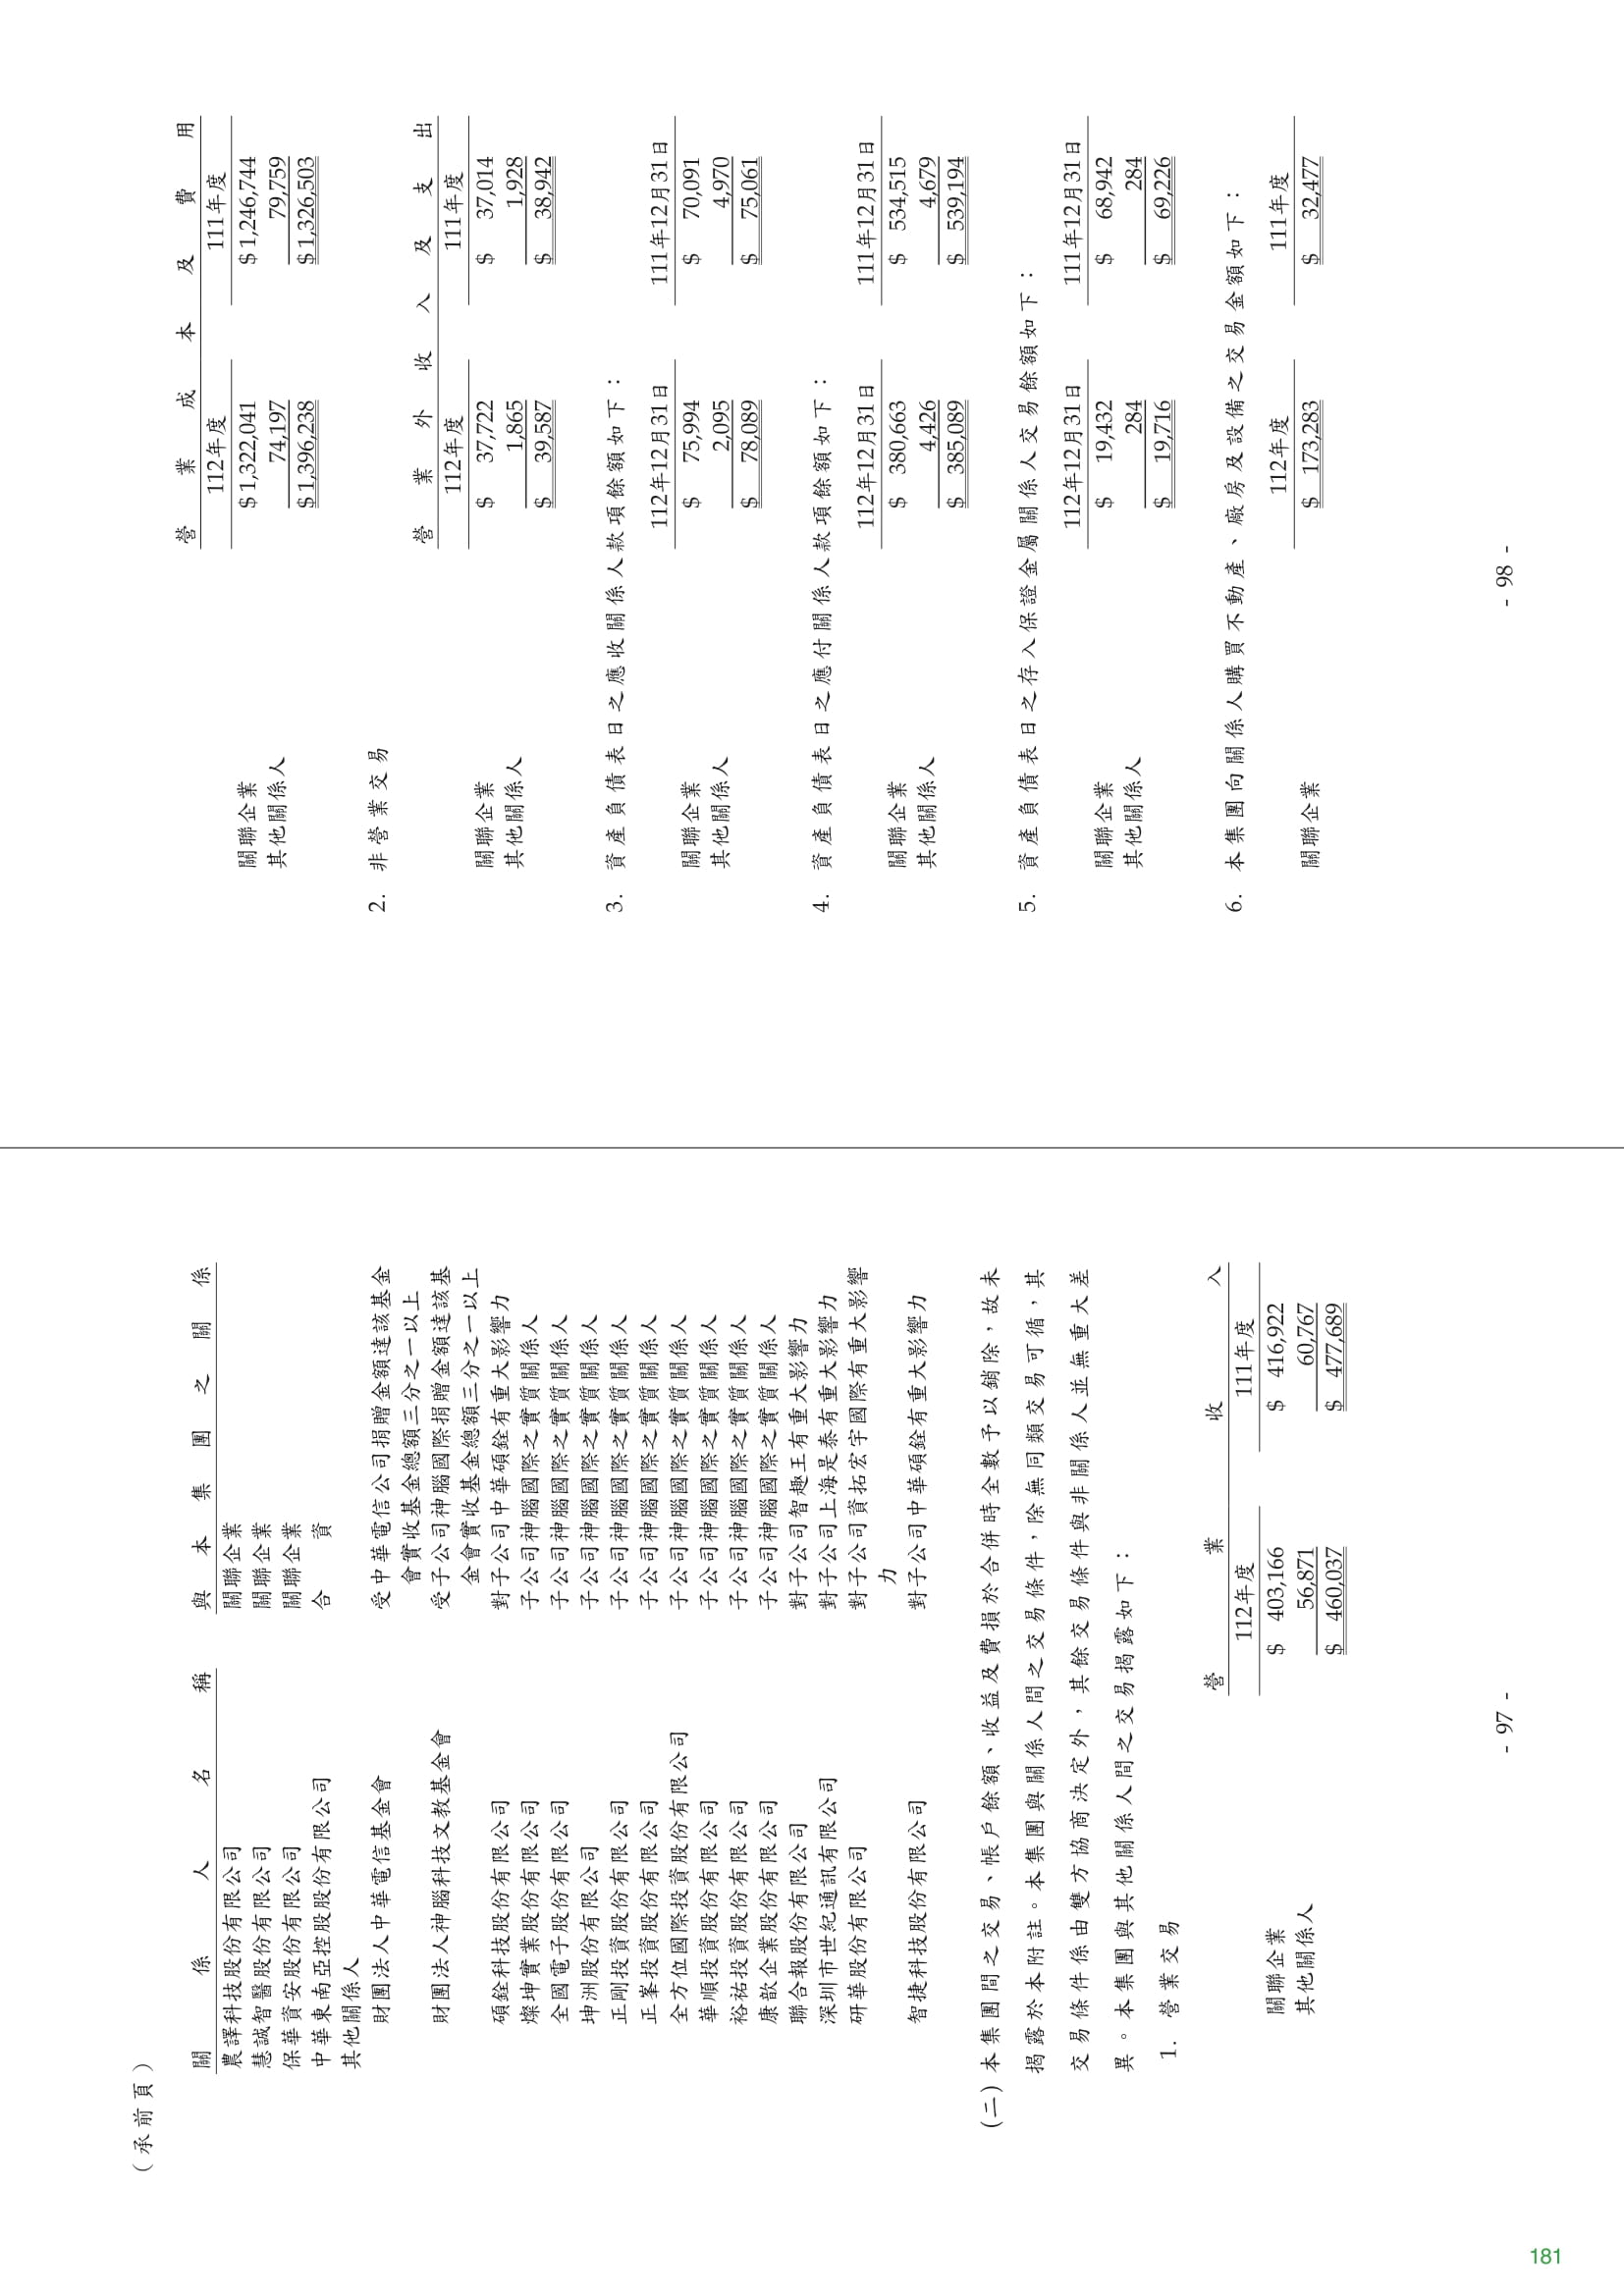 （承前頁）
關係人名稱 與本集團之關係
農譯科技股份有限公司 關聯企業
慧誠智醫股份有限公司 關聯企業
保華資安股份有限公司 關聯企業
中華東南亞控股股份有限公司 合資
其他關係人
財團法人中華電信基金會 受中華電信公司捐贈金額達該基金
會實收基金總額三分之一以上
財團法人神腦科技文教基金會 受子公司神腦國際捐贈金額達該基
金會實收基金總額三分之一以上
碩銓科技股份有限公司 對子公司中華碩銓有重大影響力
燦坤實業股份有限公司 子公司神腦國際之實質關係人
全國電子股份有限公司 子公司神腦國際之實質關係人
坤洲股份有限公司 子公司神腦國際之實質關係人
正剛投資股份有限公司 子公司神腦國際之實質關係人
正峯投資股份有限公司 子公司神腦國際之實質關係人
全方位國際投資股份有限公司 子公司神腦國際之實質關係人
華順投資股份有限公司 子公司神腦國際之實質關係人
裕祐投資股份有限公司 子公司神腦國際之實質關係人
康歆企業股份有限公司 子公司神腦國際之實質關係人
聯合報股份有限公司 對子公司智趣王有重大影響力
深圳市世紀通訊有限公司 對子公司上海是泰有重大影響力
研華股份有限公司 對子公司資拓宏宇國際有重大影響
力
智捷科技股份有限公司 對子公司中華碩銓有重大影響力
(二) 本集團間之交易、帳戶餘額、收益及費損於合併時全數予以銷除，故未
揭露於本附註。本集團與關係人間之交易條件，除無同類交易可循，其
交易條件係由雙方協商決定外，其餘交易條件與非關係人並無重大差
異。本集團與其他關係人間之交易揭露如下：
1. 營業交易
營業收入
112年度 111年度
關聯企業 $ 403,166 $ 416,922
其他關係人 56,871 60,767
$ 460,037 $ 477,689
- 97 -
營業成本及費用
112年度 111年度
關聯企業 $ 1,322,041 $ 1,246,744
其他關係人 74,197 79,759
$ 1,396,238 $ 1,326,503
2. 非營業交易
營業外收入及支出
112年度 111年度
關聯企業 $ 37,722 $ 37,014
其他關係人 1,865 1,928
$ 39,587 $ 38,942
3. 資產負債表日之應收關係人款項餘額如下：
112年12月31日 111年12月31日
關聯企業 $ 75,994 $ 70,091
其他關係人 2,095 4,970
$ 78,089 $ 75,061
4. 資產負債表日之應付關係人款項餘額如下：
112年12月31日 111年12月31日
關聯企業 $ 380,663 $ 534,515
其他關係人 4,426 4,679
$ 385,089 $ 539,194
5. 資產負債表日之存入保證金屬關係人交易餘額如下：
112年12月31日 111年12月31日
關聯企業 $ 19,432 $ 68,942
其他關係人 284 284
$ 19,716 $ 69,226
6. 本集團向關係人購買不動產、廠房及設備之交易金額如下：
112年度 111年度
關聯企業 $ 173,283 $ 32,477
- 98 -
181